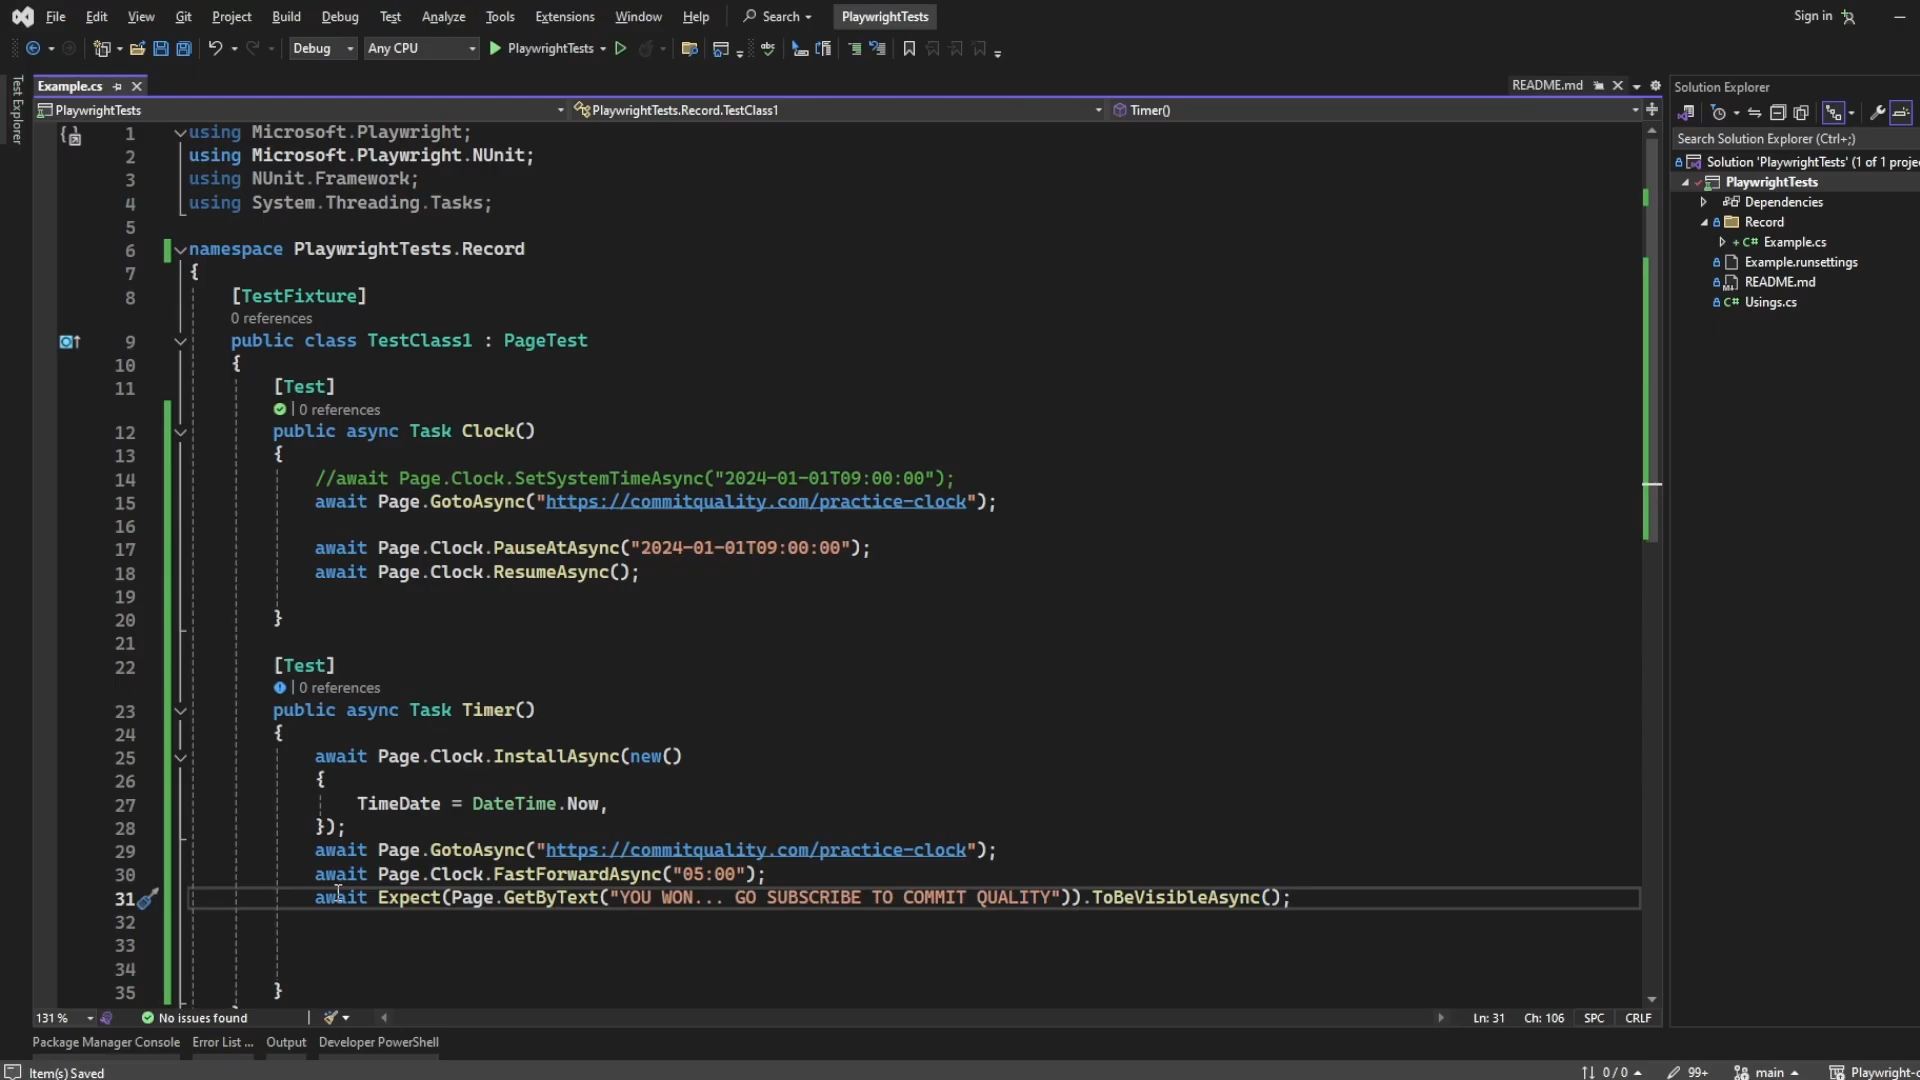 File Edit View Git Project Build Debug Test Analyze Tools Extensions Window Help Search PlaywrightTests Sign in
Debug Any CPU PlaywrightTests
Test Explorer
Example.cs README.md
PlaywrightTests PlaywrightTests.Record.TestClass1 Timer()
1 using Microsoft.Playwright;
2 using Microsoft.Playwright.NUnit;
3 using NUnit.Framework;
4 using System.Threading.Tasks;
5
6 namespace PlaywrightTests.Record
7 {
8 [TestFixture]
0 references
9 public class TestClass1 : PageTest
10 {
11 [Test]
0 references
12 public async Task Clock()
13 {
14 //await Page.Clock.SetSystemTimeAsync("2024-01-01T09:00:00");
15 await Page.GotoAsync("https://commitquality.com/practice-clock");
16
17 await Page.Clock.PauseAtAsync("2024-01-01T09:00:00");
18 await Page.Clock.ResumeAsync();
19
20 }
21
22 [Test]
0 references
23 public async Task Timer()
24 {
25 await Page.Clock.InstallAsync(new()
26 {
27 TimeDate = DateTime.Now,
28 });
29 await Page.GotoAsync("https://commitquality.com/practice-clock");
30 await Page.Clock.FastForwardAsync("05:00");
31 await Expect(Page.GetByText("YOU WON... GO SUBSCRIBE TO COMMIT QUALITY")).ToBeVisibleAsync();
32
33
34
35 }
131 % No issues found Ln: 31 Ch: 106 SPC CRLF
Package Manager Console Error List ... Output Developer PowerShell
Item(s) Saved 0 / 0 99+ main Playwright-c
Solution Explorer
Search Solution Explorer (Ctrl+;)
Solution 'PlaywrightTests' (1 of 1 projec
PlaywrightTests
Dependencies
Record
C# Example.cs
Example.runsettings
README.md
C# Usings.cs